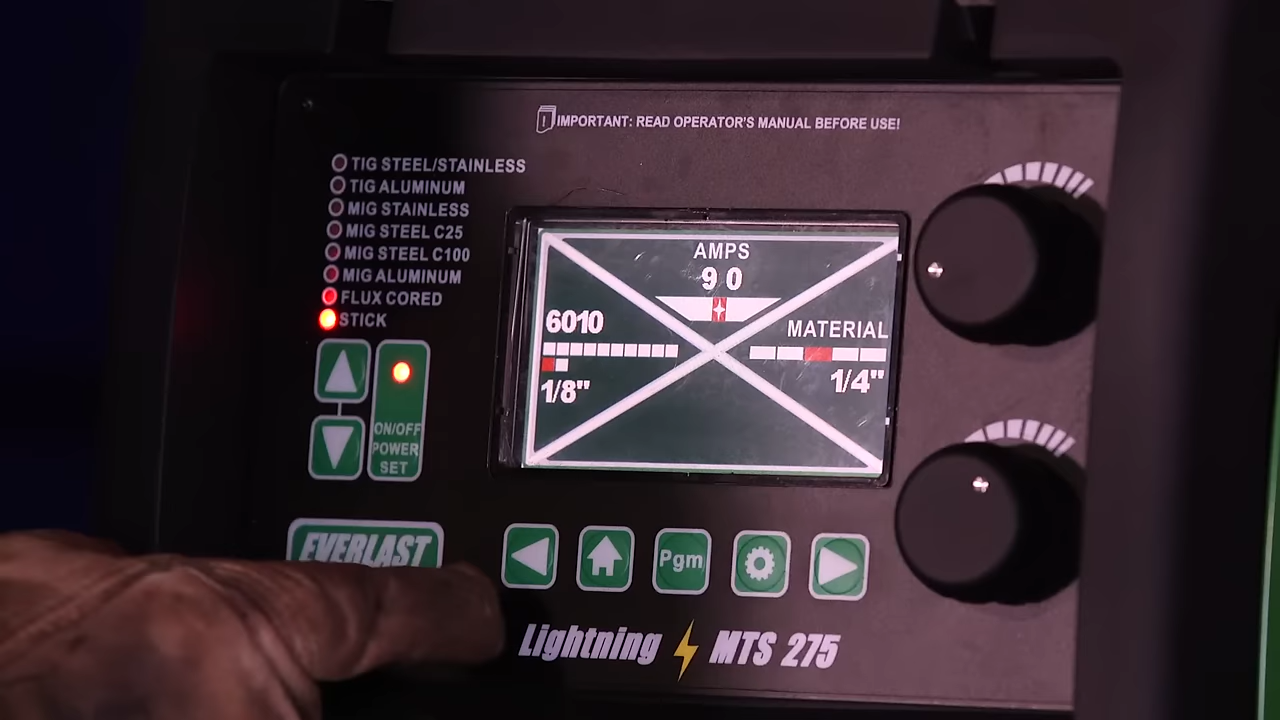 IMPORTANT: READ OPERATOR'S MANUAL BEFORE USE!
TIG STEEL/STAINLESS
TIG ALUMINUM
MIG STAINLESS
MIG STEEL C25
MIG STEEL C100
MIG ALUMINUM
FLUX CORED
STICK
ON/OFF
POWER
SET
AMPS
90
6010
1/8"
MATERIAL
1/4"
EVERLAST
Pgm
Lightning MTS 275